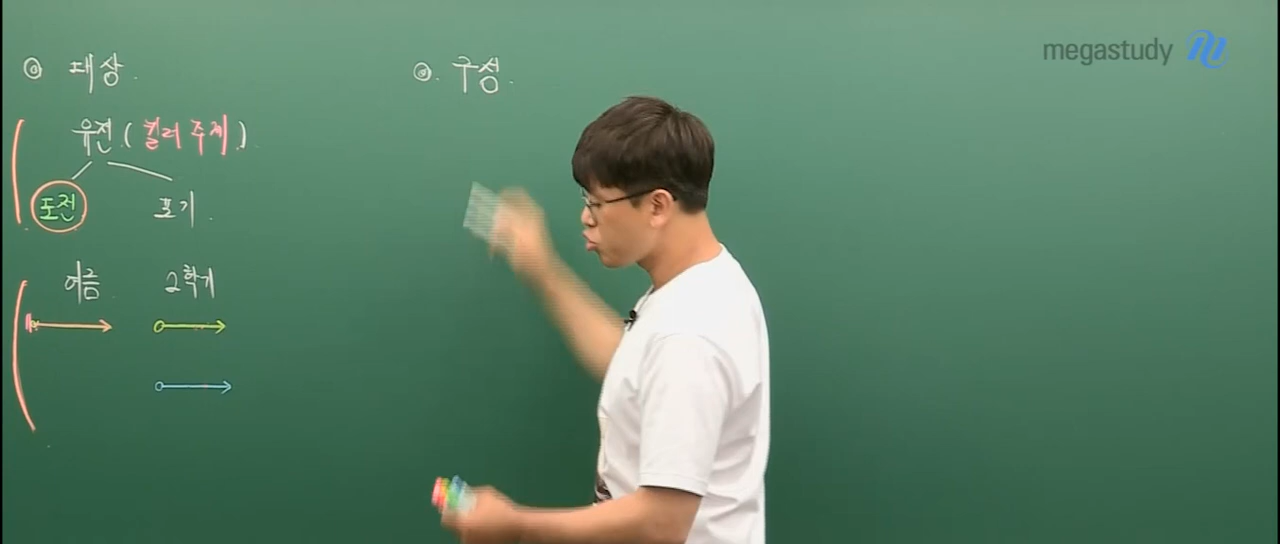 ◎ 대상.
유전(킬러 주제).
도전 포기.
여름 2학기
◎. 구성.
megastudy